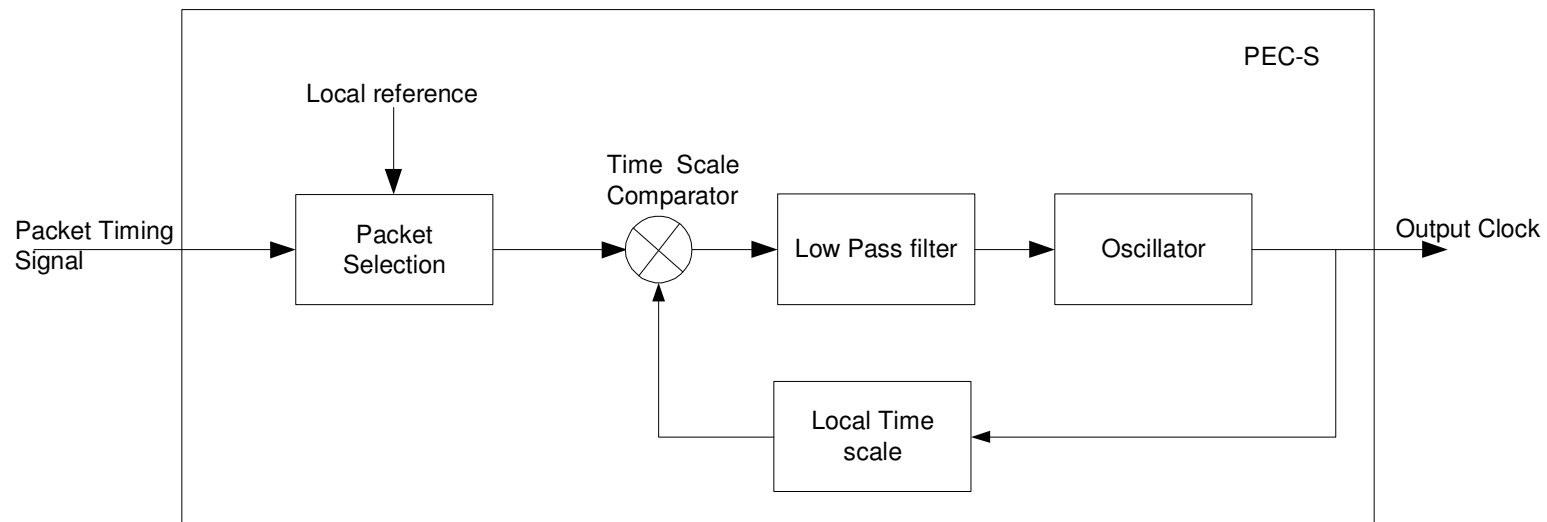 PEC-S
Local reference
Time Scale
Comparator
Packet Timing
Signal
Packet
Selection
Low Pass filter
Oscillator
Output Clock
Local Time
scale